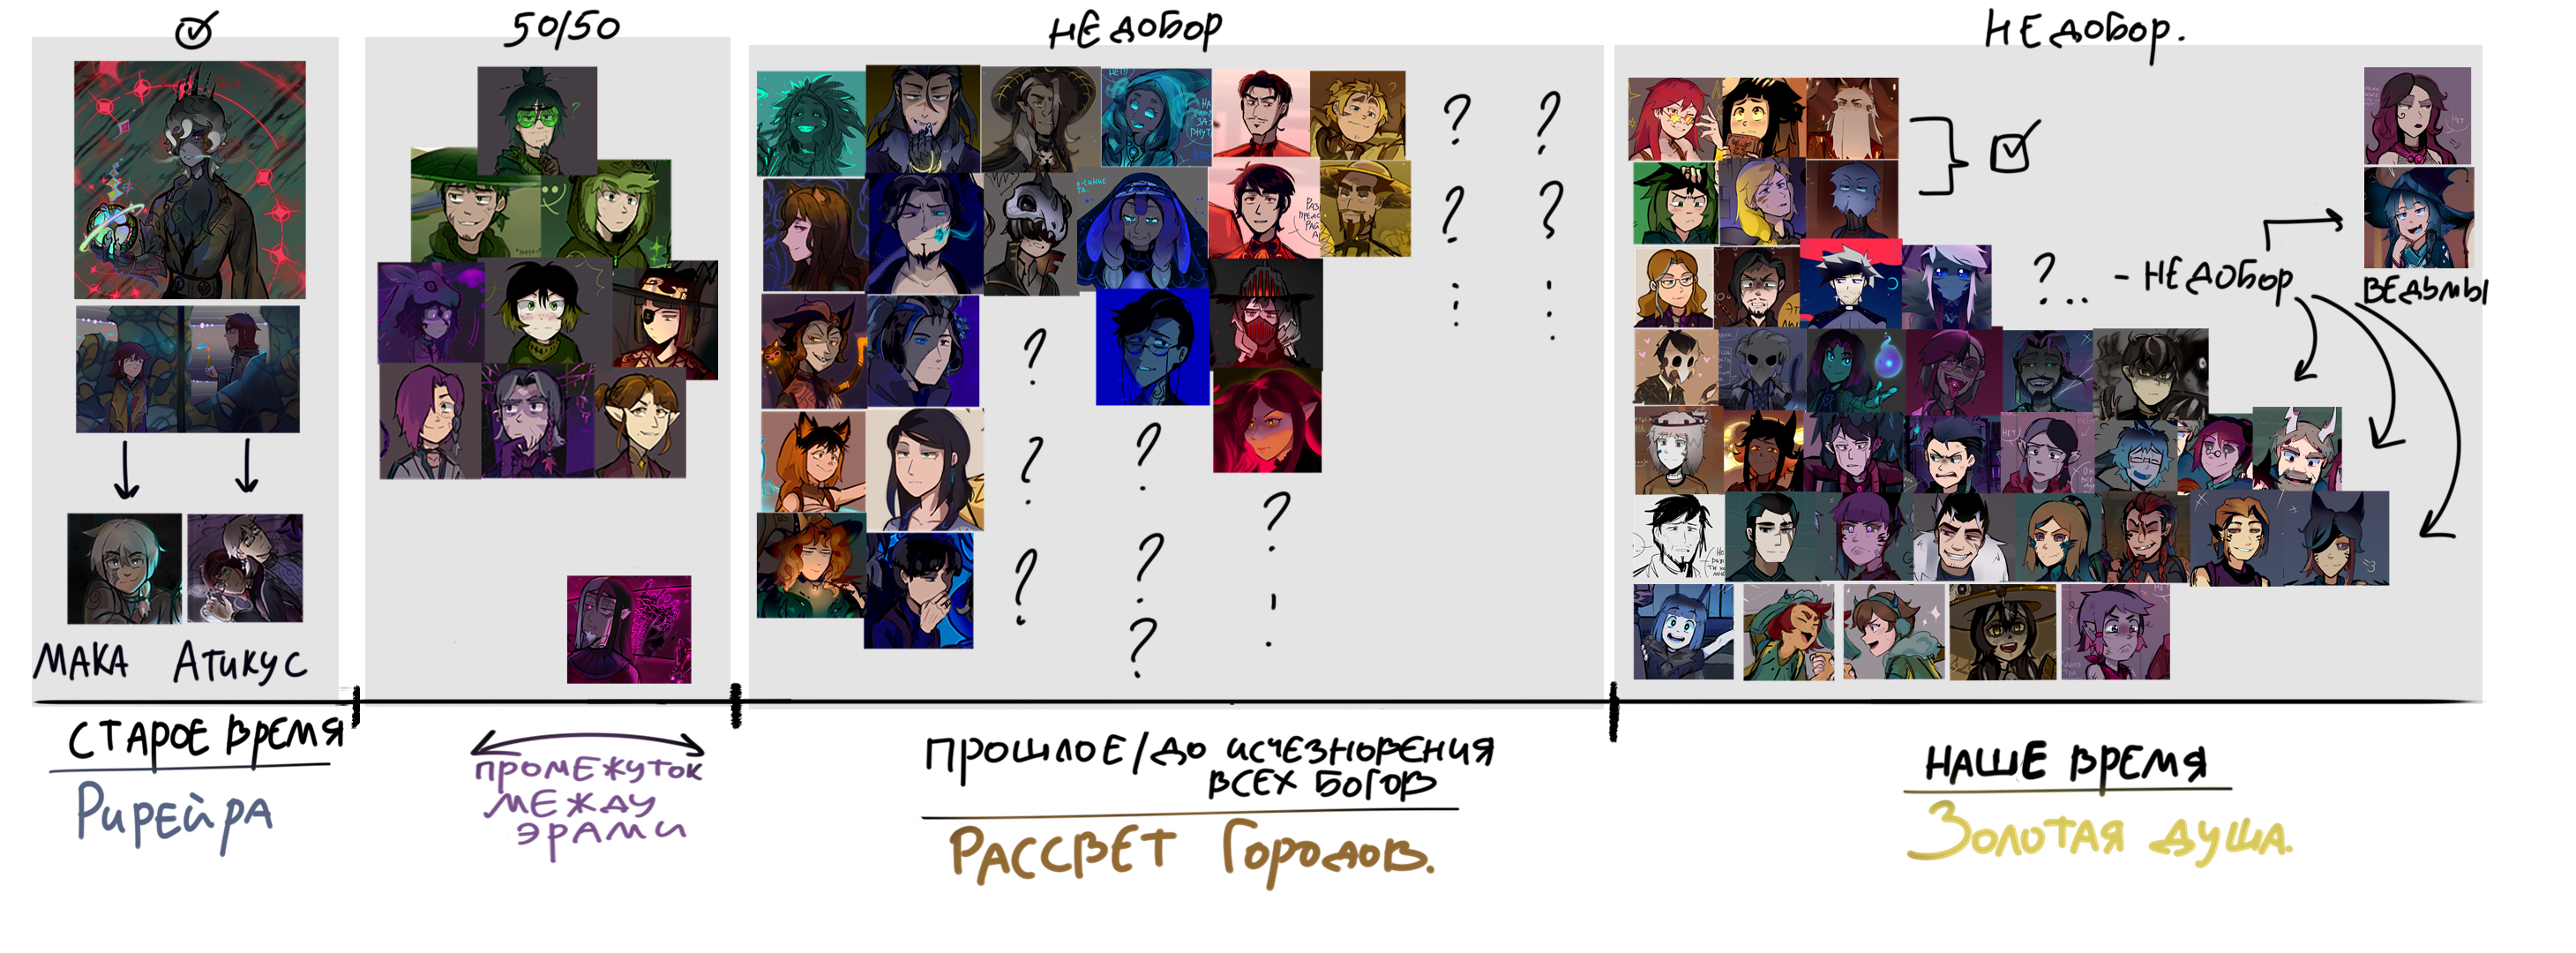 50/50
НЕДОБОР
НЕДОБОР.
?
? ?
? ?
НЕТ
? ... - НЕДОБОР
ВЕДЬМЫ
?
? ?
?
? ?
?
МАКА АТИКУС
СТАРОЕ ВРЕМЯ
РИРЕЙРА
ПРОМЕЖУТОК
МЕЖДУ
ЭРАМИ
ПРОШЛОЕ/ДО ИСЧЕЗНОВЕНИЯ
ВСЕХ БОГОВ
РАССВЕТ ГОРОДОВ.
НАШЕ ВРЕМЯ
ЗОЛОТАЯ ДУША.